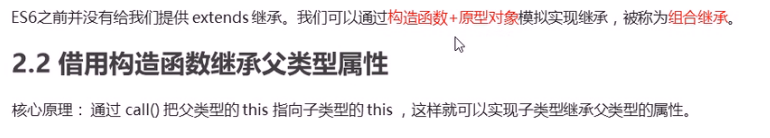 ES6之前并没有给我们提供 extends 继承。我们可以通过构造函数+原型对象模拟实现继承，被称为组合继承。
2.2 借用构造函数继承父类型属性
核心原理： 通过 call() 把父类型的 this 指向子类型的 this ，这样就可以实现子类型继承父类型的属性。